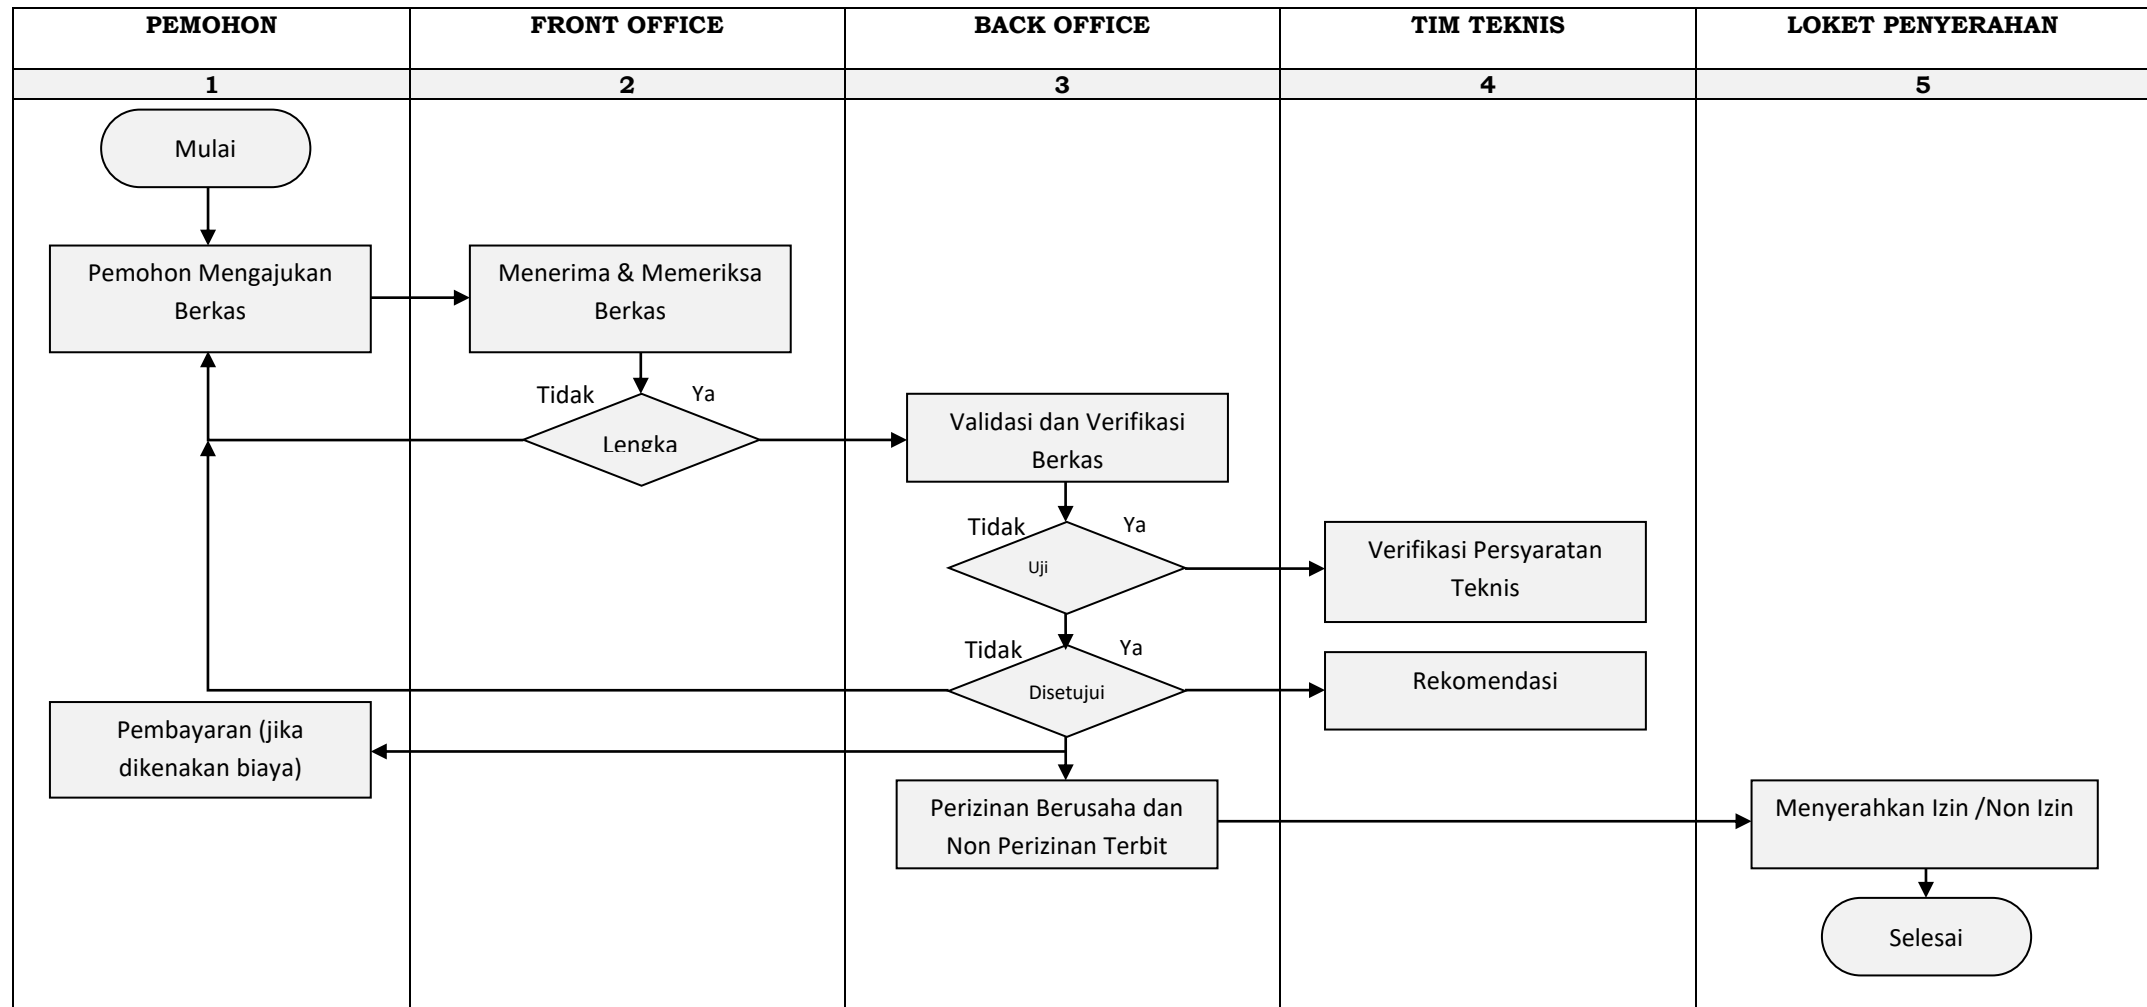 PEMOHON
FRONT OFFICE
BACK OFFICE
TIM TEKNIS
LOKET PENYERAHAN
1
2
3
4
5
Mulai
Pemohon Mengajukan
Berkas
Menerima & Memeriksa
Berkas
Tidak
Ya
Lengka
Validasi dan Verifikasi
Berkas
Tidak
Ya
Uji
Verifikasi Persyaratan
Teknis
Tidak
Ya
Disetujui
Rekomendasi
Pembayaran (jika
dikenakan biaya)
Perizinan Berusaha dan
Non Perizinan Terbit
Menyerahkan Izin /Non Izin
Selesai